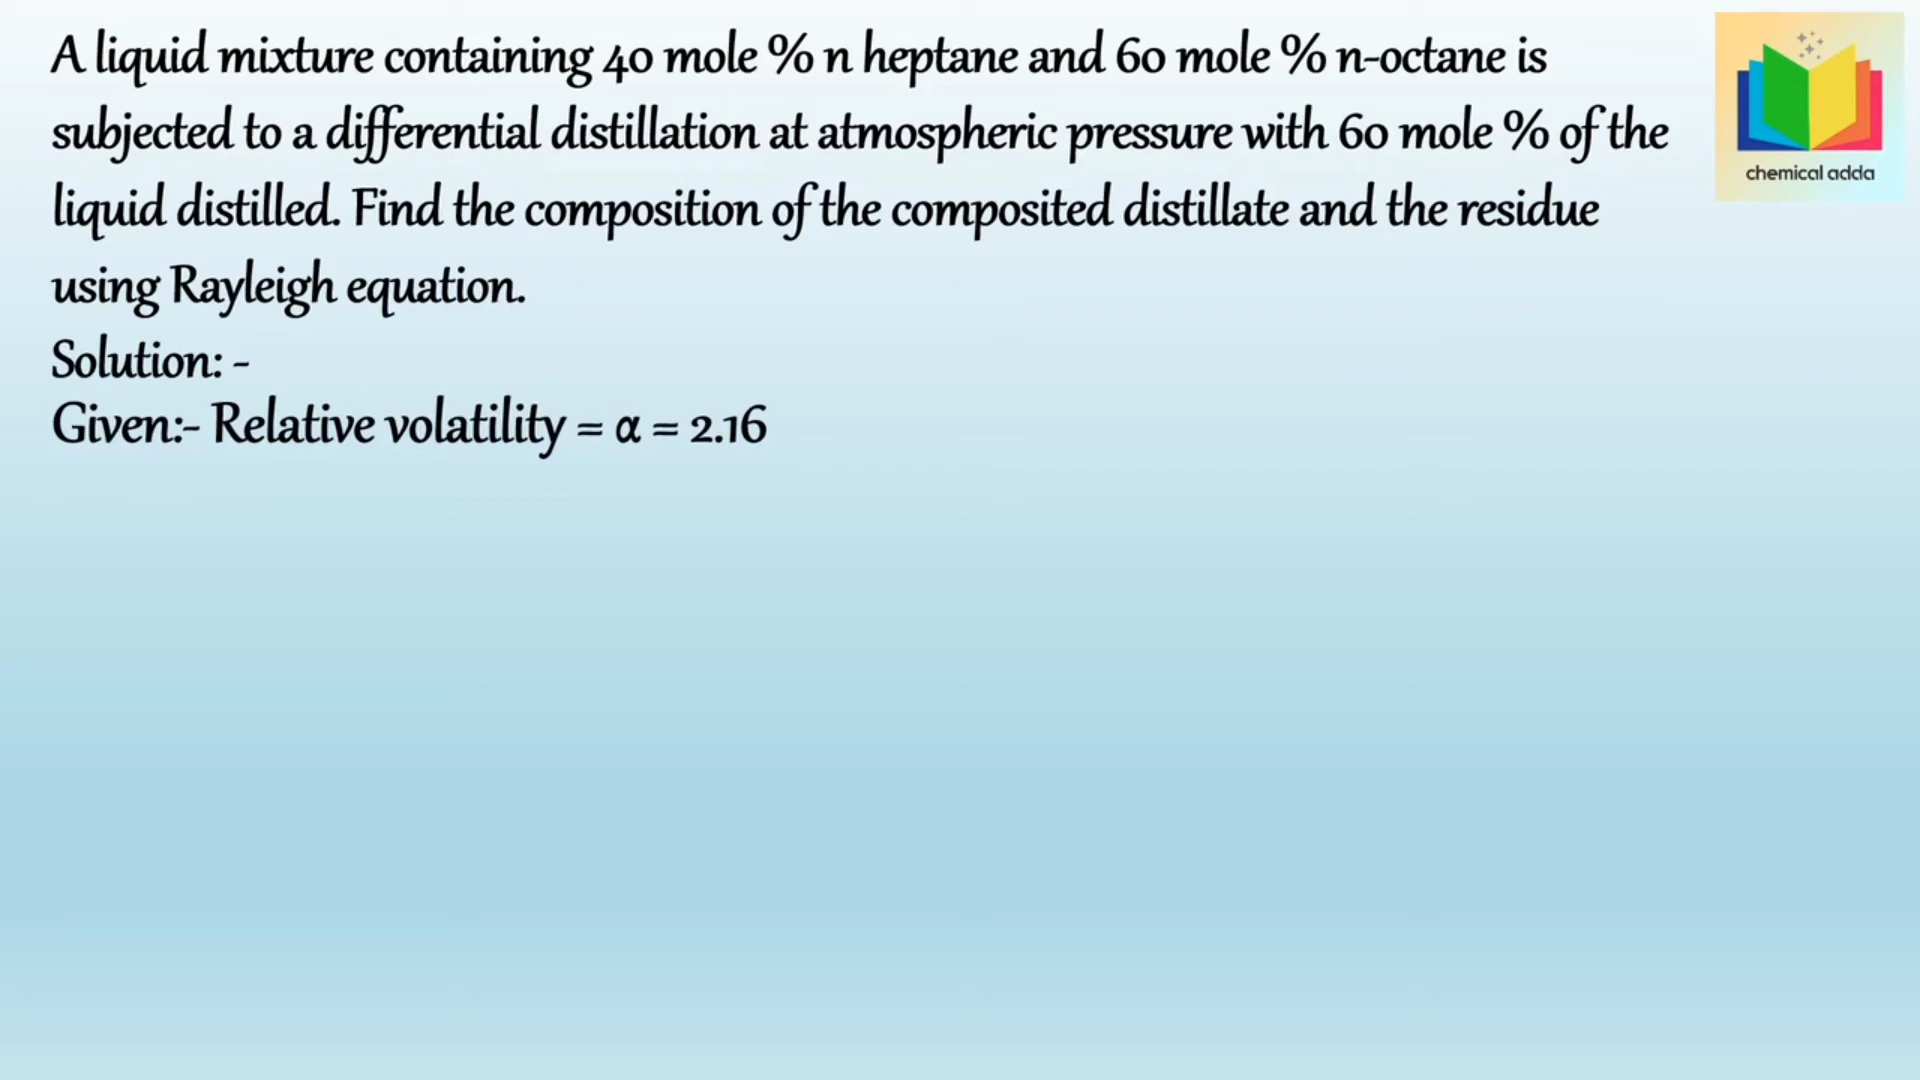 A liquid mixture containing 40 mole % n heptane and 60 mole % n-octane is
subjected to a differential distillation at atmospheric pressure with 60 mole % of the
liquid distilled. Find the composition of the composited distillate and the residue
using Rayleigh equation.
Solution: -
Given:- Relative volatility = α = 2.16
chemical adda